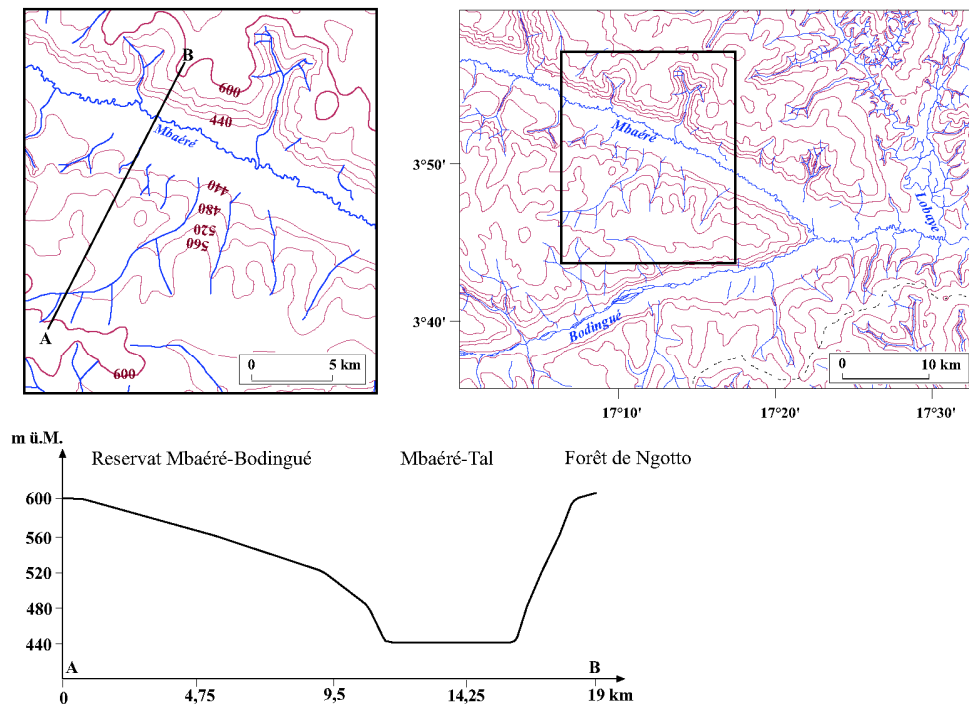 B
600
440
Mbaéré
440
480
520
560
A
600
0 5 km
3°50'
3°40'
Mbaéré
Lobaye
Bodingué
0 10 km
17°10' 17°20' 17°30'
m ü.M.
Reservat Mbaéré-Bodingué Mbaéré-Tal Forêt de Ngotto
600
560
520
480
440
A B
0 4,75 9,5 14,25 19 km